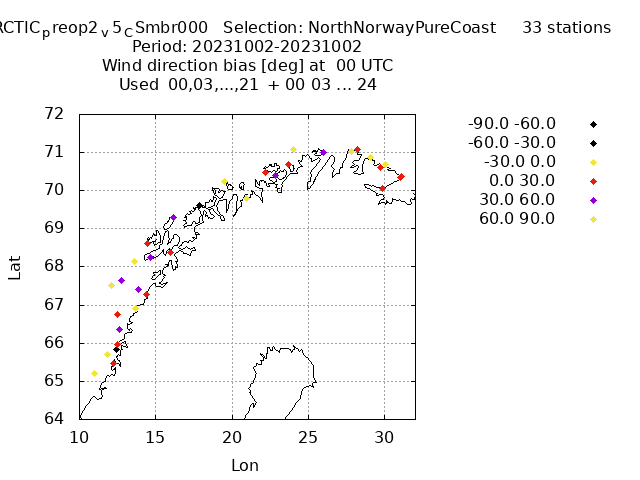 RCTICpreop2v5CSmbr000 Selection: NorthNorwayPureCoast 33 stations
Period: 20231002-20231002
Wind direction bias [deg] at 00 UTC
Used 00,03,...,21 + 00 03 ... 24
72
71
70
69
68
67
66
65
64
Lat
10 15 20 25 30
Lon
-90.0 -60.0
-60.0 -30.0
-30.0 0.0
0.0 30.0
30.0 60.0
60.0 90.0